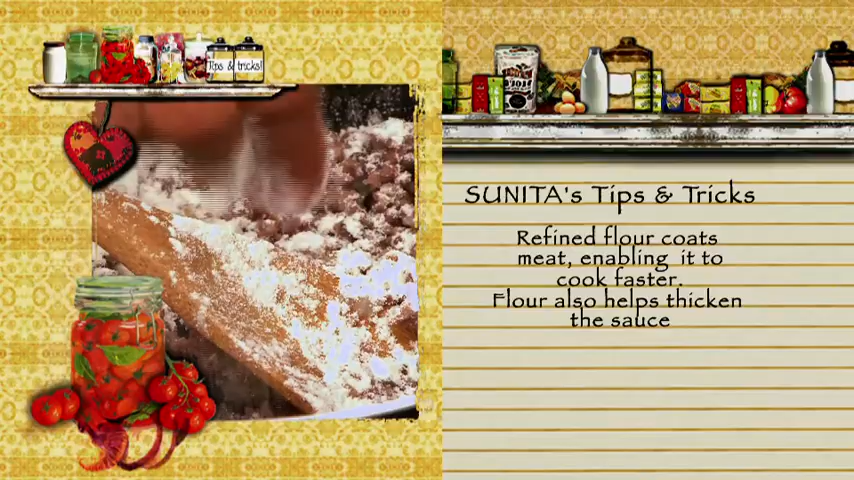 Tips & tricks!
SUNITA's Tips & Tricks
Refined flour coats
meat, enabling it to
cook faster.
Flour also helps thicken
the sauce